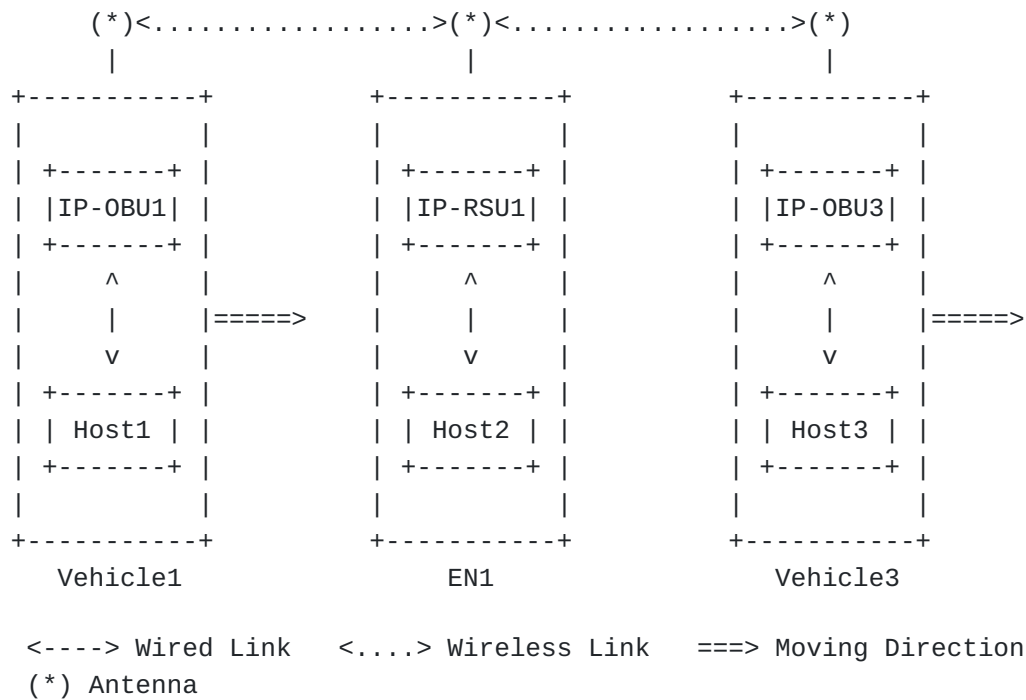 (*)<..................>(*)<..................>(*)
|                      |                      |
+-----------+          +-----------+          +-----------+
|           |          |           |          |           |
| +-------+ |          | +-------+ |          | +-------+ |
| |IP-OBU1| |          | |IP-RSU1| |          | |IP-OBU3| |
| +-------+ |          | +-------+ |          | +-------+ |
|     ^     |          |     ^     |          |     ^     |
|     |     |=====>    |     |     |          |     |     |=====>
|     v     |          |     v     |          |     v     |
| +-------+ |          | +-------+ |          | +-------+ |
| | Host1 | |          | | Host2 | |          | | Host3 | |
| +-------+ |          | +-------+ |          | +-------+ |
|           |          |           |          |           |
+-----------+          +-----------+          +-----------+
Vehicle1                 EN1                  Vehicle3
<----> Wired Link   <....> Wireless Link   ===> Moving Direction
(*) Antenna